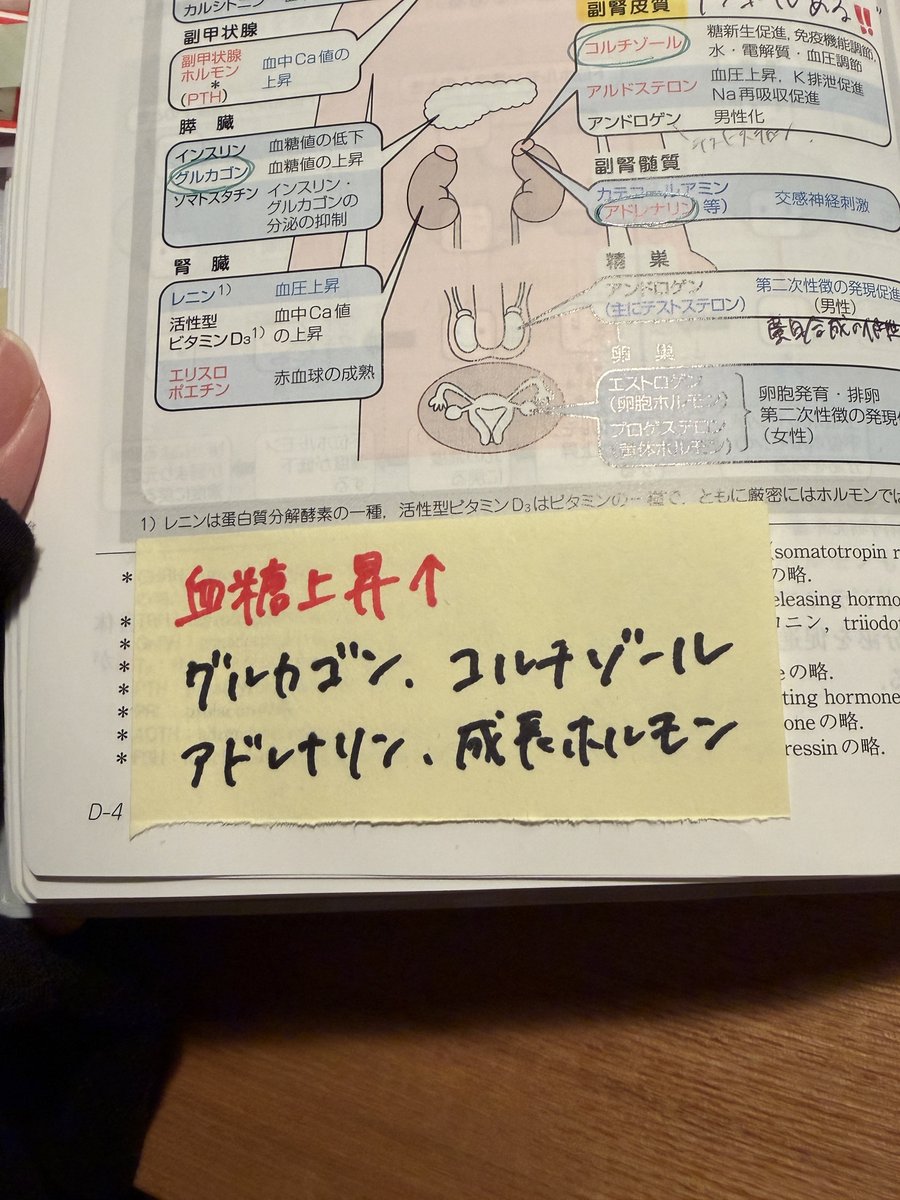 カルシトニン
副甲状腺
副甲状腺
ホルモン*
(PTH)
血中Ca値の
上昇
膵 臓
インスリン 血糖値の低下
グルカゴン 血糖値の上昇
ソマトスタチン インスリン・
グルカゴンの
分泌の抑制
腎 臓
レニン1) 血圧上昇
活性型
ビタミンD31)
血中Ca値
の上昇
エリスロ
ポエチン
赤血球の成熟
副腎皮質
コルチゾール
糖新生促進, 免疫機能調節,
水・電解質・血圧調節
アルドステロン
血圧上昇, K排泄促進
Na再吸収促進
アンドロゲン 男性化
副腎髄質
カテコールアミン
(アドレナリン等)
交感神経刺激
精 巣
アンドロゲン
(主にテストステロン)
第二次性徴の発現促進
(男性)
卵 巣
エストロゲン
(卵胞ホルモン)
プロゲステロン
(黄体ホルモン)
卵胞発育・排卵
第二次性徴の発現
(女性)
1) レニンは蛋白質分解酵素の一種, 活性型ビタミンD3はビタミンの一種で, ともに厳密にはホルモンでは
*
*
*
*
*
*
*
(somatotropin r
の略.
eleasing hormo
ロニン, triiodo
eの略.
ting hormone
oneの略.
ressinの略.
血糖上昇↑
グルカゴン、コルチゾール
アドレナリン、成長ホルモン
D-4